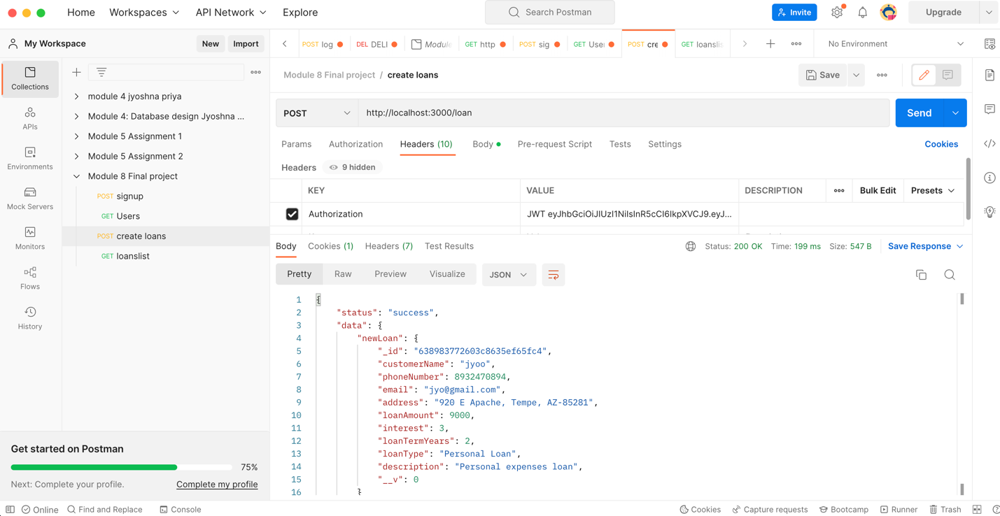 Home Workspaces API Network Explore Search Postman Invite Upgrade
My Workspace New Import
POST log DEL DELI Module GET http POST sig GET User POST cre GET loanslis No Environment
Collections
APIs
Environments
Mock Servers
Monitors
Flows
History
module 4 jyoshna priya
Module 4: Database design Jyoshna ...
Module 5 Assignment 1
Module 5 Assignment 2
Module 8 Final project
POST signup
GET Users
POST create loans
GET loanslist
Module 8 Final project / create loans Save
POST http://localhost:3000/loan Send
Params Authorization Headers (10) Body Pre-request Script Tests Settings Cookies
Headers 9 hidden
KEY VALUE DESCRIPTION Bulk Edit Presets
Authorization JWT eyJhbGciOiJIUzI1NiIsInR5cCI6IkpXVCJ9.eyJ...
Body Cookies (1) Headers (7) Test Results Status: 200 OK Time: 199 ms Size: 547 B Save Response
Pretty Raw Preview Visualize JSON
1 {
2 "status": "success",
3 "data": {
4 "newLoan": {
5 "_id": "638983772603c8635ef65fc4",
6 "customerName": "jyoo",
7 "phoneNumber": 8932470894,
8 "email": "jyo@gmail.com",
9 "address": "920 E Apache, Tempe, AZ-85281",
10 "loanAmount": 9000,
11 "interest": 3,
12 "loanTermYears": 2,
13 "loanType": "Personal Loan",
14 "description": "Personal expenses loan",
15 "__v": 0
16 }
Get started on Postman
75%
Next: Complete your profile. Complete my profile
Online Find and Replace Console Cookies Capture requests Bootcamp Runner Trash